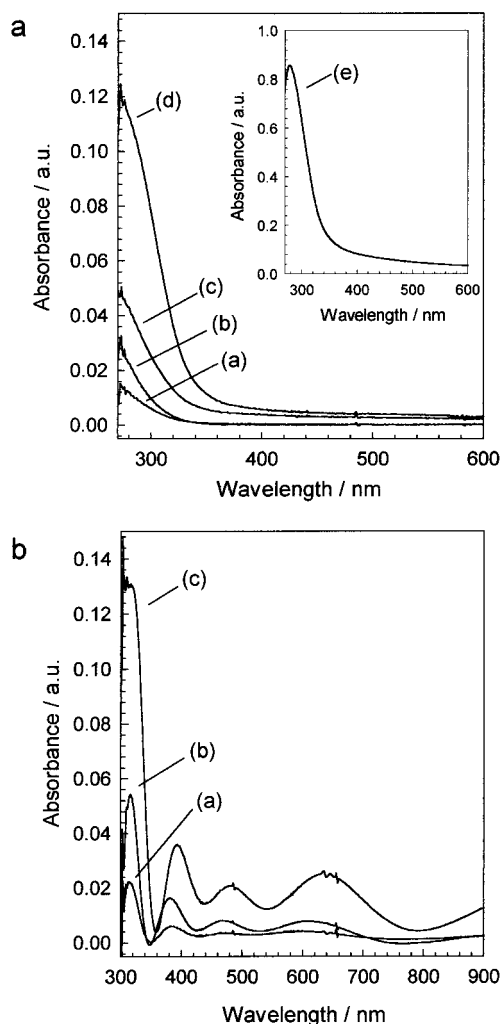 a
0.14
0.12
0.10
0.08
0.06
0.04
0.02
0.00
Absorbance / a.u.
(d)
(c)
(b)
(a)
300 400 500 600
Wavelength / nm
1.0
0.8
0.6
0.4
0.2
0.0
Absorbance / a.u.
(e)
300 400 500 600
Wavelength / nm
b
0.14
0.12
0.10
0.08
0.06
0.04
0.02
0.00
Absorbance / a.u.
(c)
(b)
(a)
300 400 500 600 700 800 900
Wavelength / nm